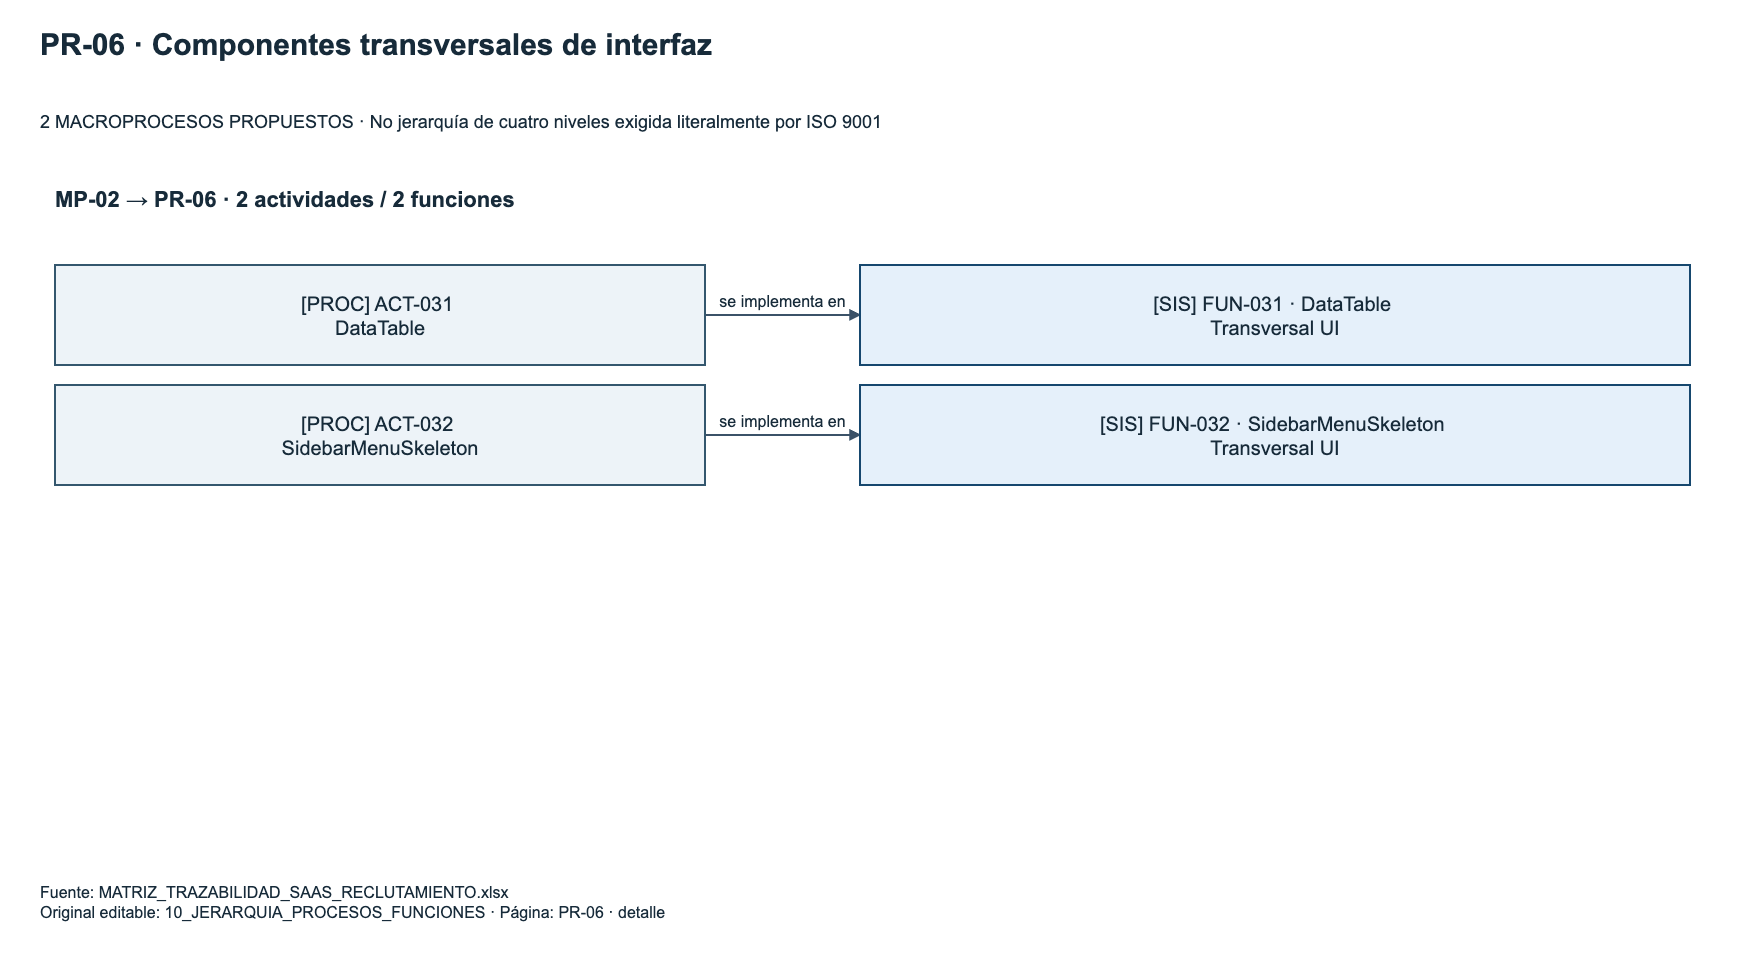 PR-06 · Componentes transversales de interfaz
2 MACROPROCESOS PROPUESTOS · No jerarquía de cuatro niveles exigida literalmente por ISO 9001
MP-02 → PR-06 · 2 actividades / 2 funciones
[PROC] ACT-031
DataTable
se implementa en
[SIS] FUN-031 · DataTable
Transversal UI
[PROC] ACT-032
SidebarMenuSkeleton
se implementa en
[SIS] FUN-032 · SidebarMenuSkeleton
Transversal UI
Fuente: MATRIZ_TRAZABILIDAD_SAAS_RECLUTAMIENTO.xlsx
Original editable: 10_JERARQUIA_PROCESOS_FUNCIONES · Página: PR-06 · detalle